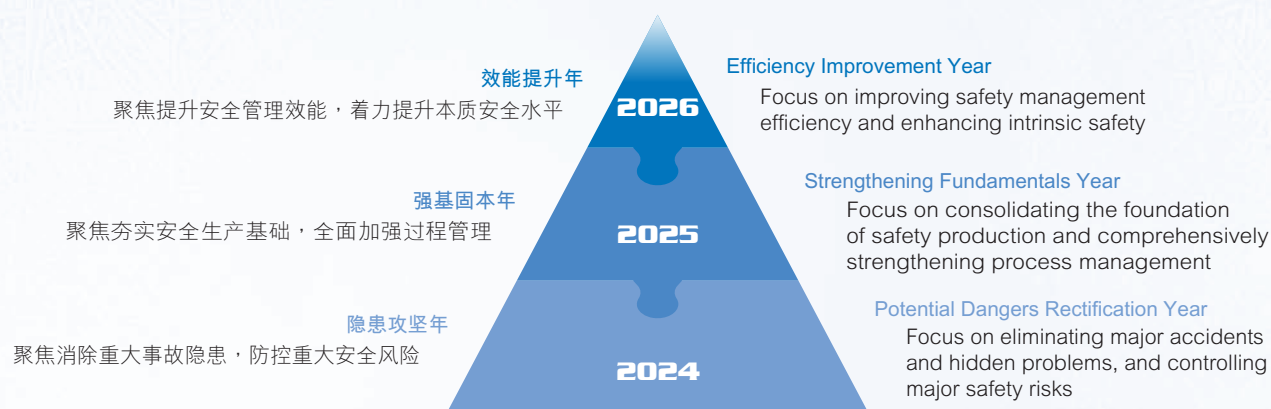 效能提升年
聚焦提升安全管理效能，着力提升本质安全水平
2026
Efficiency Improvement Year
Focus on improving safety management
efficiency and enhancing intrinsic safety
强基固本年
聚焦夯实安全生产基础，全面加强过程管理
2025
Strengthening Fundamentals Year
Focus on consolidating the foundation
of safety production and comprehensively
strengthening process management
隐患攻坚年
聚焦消除重大事故隐患，防控重大安全风险
2024
Potential Dangers Rectification Year
Focus on eliminating major accidents
and hidden problems, and controlling
major safety risks